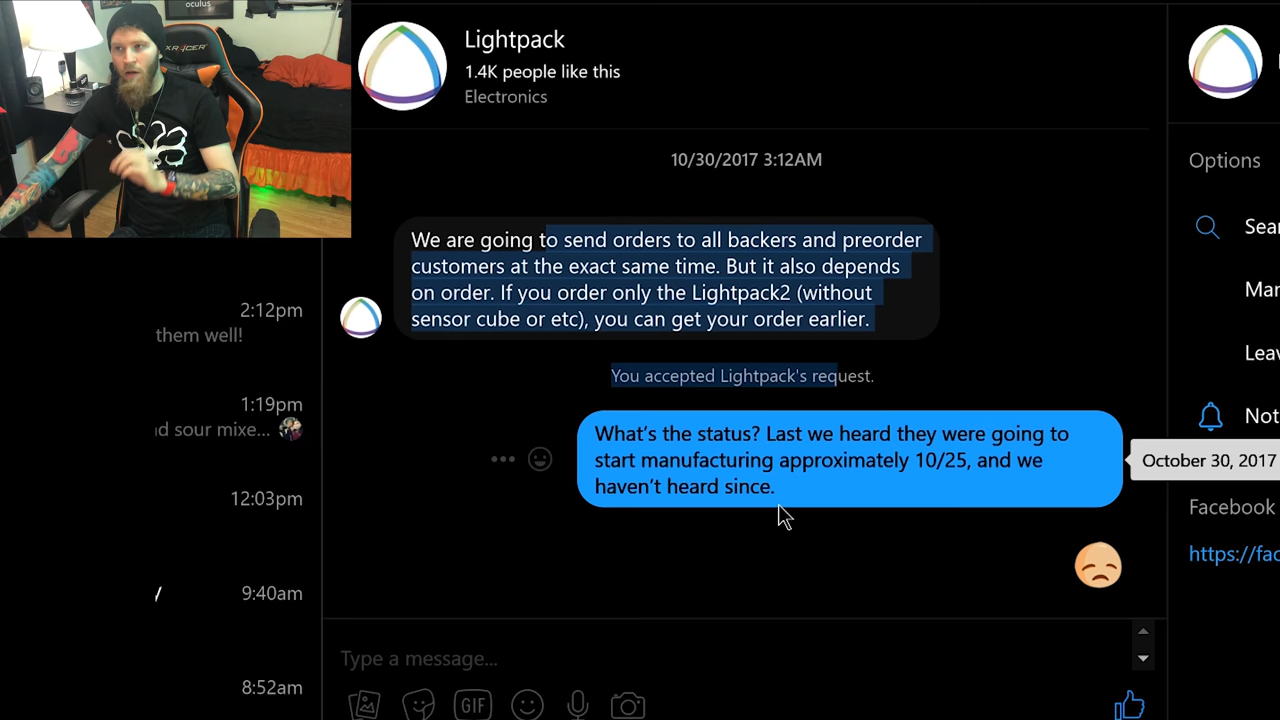 oculus
XRACER
Lightpack
1.4K people like this
Electronics
10/30/2017 3:12AM
Options
We are going to send orders to all backers and preorder
customers at the exact same time. But it also depends
on order. If you order only the Lightpack2 (without
sensor cube or etc), you can get your order earlier.
Sear
Mar
Leav
Not
2:12pm
them well!
You accepted Lightpack's request.
1:19pm
d sour mixe...
What's the status? Last we heard they were going to
start manufacturing approximately 10/25, and we
haven't heard since.
October 30, 2017
12:03pm
Facebook
https://fac
9:40am
Type a message...
8:52am
GIF